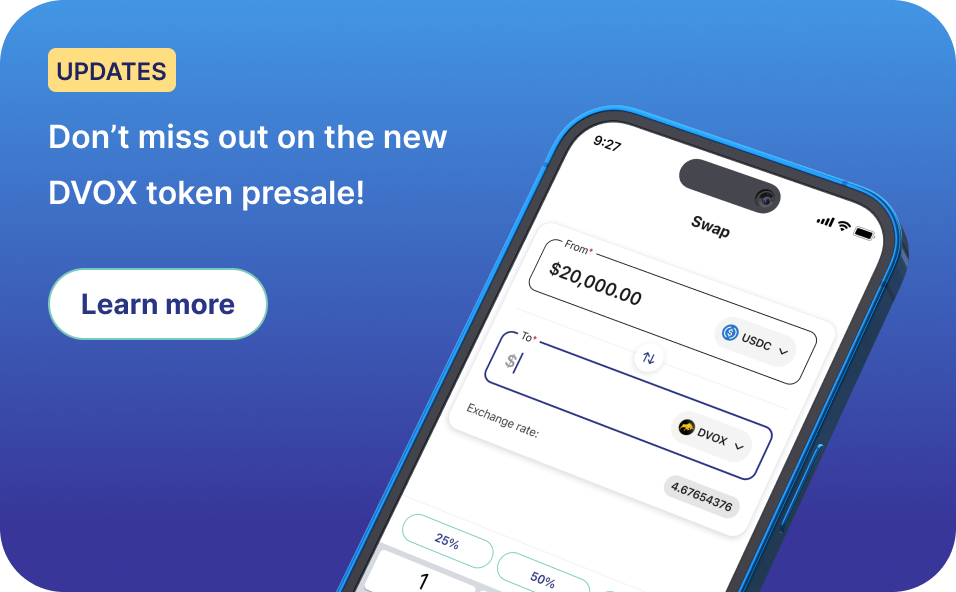 UPDATES
Don’t miss out on the new
DVOX token presale!
Learn more
9:27
Swap
From*
$20,000.00
USDC
To*
$
DVOX
Exchange rate:
4.67654376
25%
50%
1